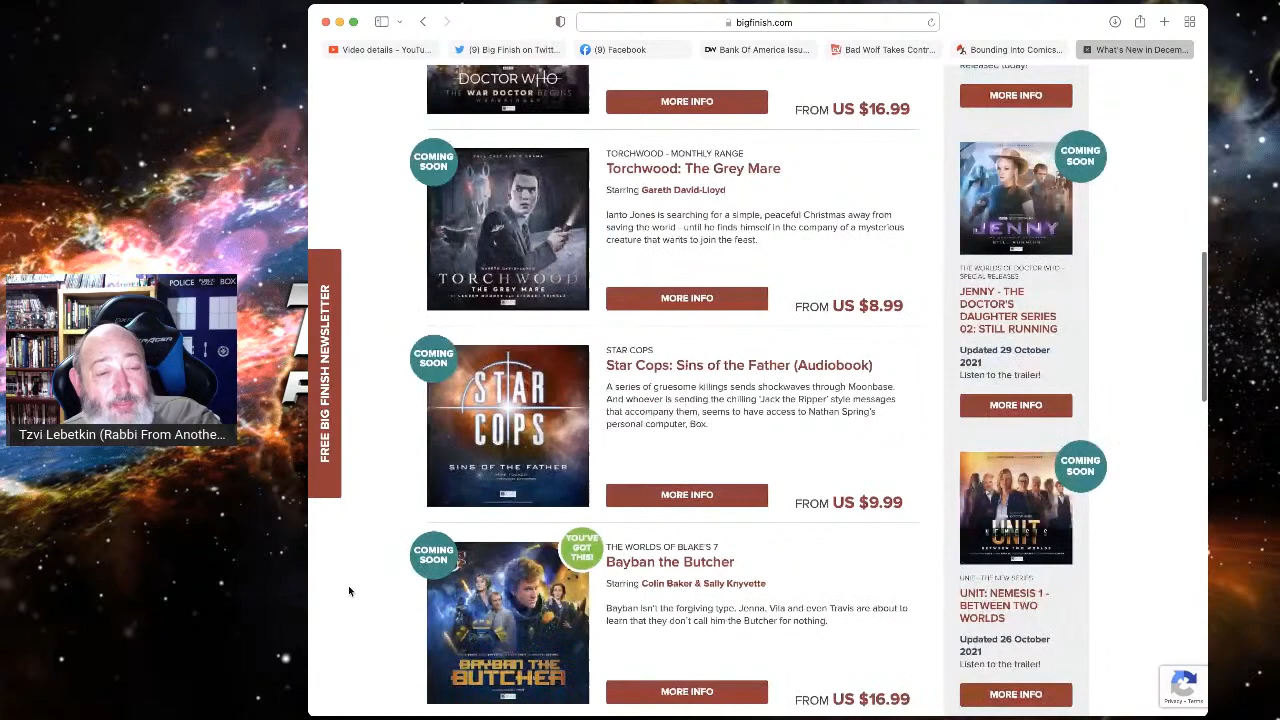 bigfinish.com
Video details – YouTu...
(9) Big Finish on Twitt...
(9) Facebook
DW Bank Of America Issu...
Bad Wolf Takes Contr...
Bounding Into Comics...
What's New in Decem...
DOCTOR WHO
THE WAR DOCTOR BEGINS
MORE INFO
FROM US $16.99
COMING SOON
TORCHWOOD
THE GREY MARE
TORCHWOOD - MONTHLY RANGE
Torchwood: The Grey Mare
Starring Gareth David-Lloyd
Ianto Jones is searching for a simple, peaceful Christmas away from
saving the world - until he finds himself in the company of a mysterious
creature that wants to join the feast.
MORE INFO
FROM US $8.99
COMING SOON
STAR COPS
SINS OF THE FATHER
STAR COPS
Star Cops: Sins of the Father (Audiobook)
A series of gruesome killings sends shockwaves through Moonbase.
And whoever is sending the chilling 'Jack the Ripper' style messages
that accompany them, seems to have access to Nathan Spring's
personal computer, Box.
MORE INFO
FROM US $9.99
COMING SOON
YOU'VE GOT THIS!
BAYBAN THE
BUTCHER
THE WORLDS OF BLAKE'S 7
Bayban the Butcher
Starring Colin Baker & Sally Knyvette
Bayban isn't the forgiving type. Jenna, Vila and even Travis are about to
learn that they don't call him the Butcher for nothing.
MORE INFO
FROM US $16.99
Released today!
MORE INFO
COMING SOON
JENNY
STILL RUNNING
THE WORLDS OF DOCTOR WHO -
SPECIAL RELEASES
JENNY - THE
DOCTOR'S
DAUGHTER SERIES
02: STILL RUNNING
Updated 29 October
2021
Listen to the trailer!
MORE INFO
COMING SOON
UNIT
NEMESIS
BETWEEN TWO WORLDS
UNIT - THE NEW SERIES
UNIT: NEMESIS 1 -
BETWEEN TWO
WORLDS
Updated 26 October
2021
Listen to the trailer!
MORE INFO
Privacy - Terms
FREE BIG FINISH NEWSLETTER
POLICE
BOX
Tzvi Lebetkin (Rabbi From Anothe...